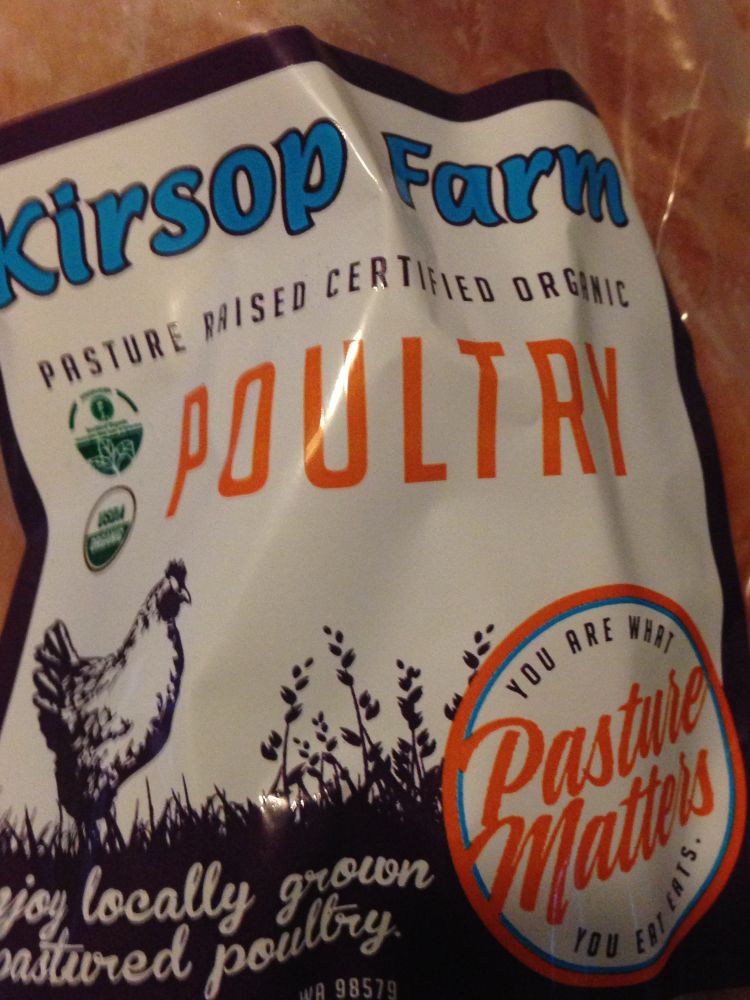 Kirsop Farm
PASTURE RAISED CERTIFIED ORGANIC
POULTRY
USDA
ORGANIC
YOU ARE WHAT
Pasture
Matters
YOU EAT EATS.
njoy locally grown
pastured poultry.
WA 98579